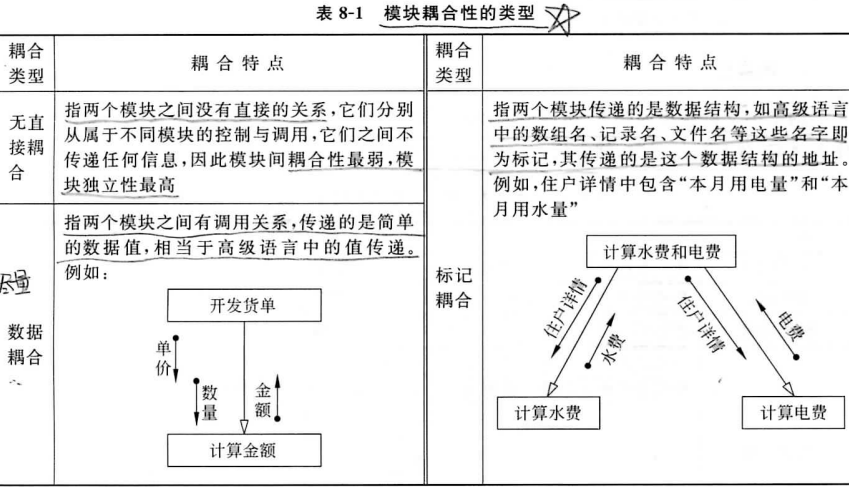 表 8-1 模块耦合性的类型
耦合
类型
耦 合 特 点
无直
接耦
合
指两个模块之间没有直接的关系,它们分别
从属于不同模块的控制与调用,它们之间不
传递任何信息,因此模块间耦合性最弱,模
块独立性最高
尽量
数据
耦合
指两个模块之间有调用关系,传递的是简单
的数据值,相当于高级语言中的值传递。
例如:
开发货单
单价
数量
金额
计算金额
耦合
类型
耦 合 特 点
标记
耦合
指两个模块传递的是数据结构,如高级语言
中的数组名、记录名、文件名等这些名字即
为标记,其传递的是这个数据结构的地址。
例如,住户详情中包含“本月用电量”和“本
月用水量”
计算水费和电费
住户详情
水费
住户详情
电费
计算水费
计算电费